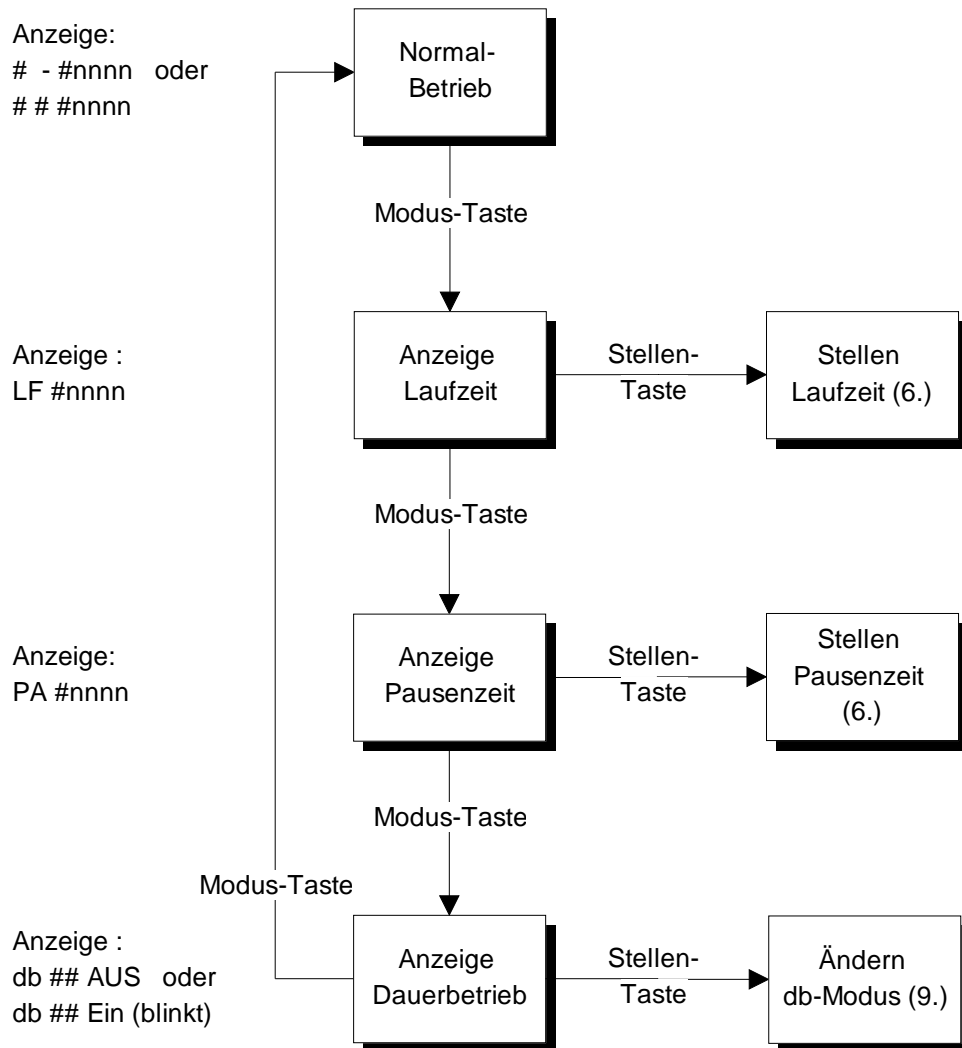 Anzeige:
# - #nnnn oder
# # #nnnn
Normal-
Betrieb
Modus-Taste
Anzeige :
LF #nnnn
Anzeige
Laufzeit
Stellen-
Taste
Stellen
Laufzeit (6.)
Modus-Taste
Anzeige:
PA #nnnn
Anzeige
Pausenzeit
Stellen-
Taste
Stellen
Pausenzeit
(6.)
Modus-Taste
Modus-Taste
Anzeige :
db ## AUS oder
db ## Ein (blinkt)
Anzeige
Dauerbetrieb
Stellen-
Taste
Ändern
db-Modus (9.)